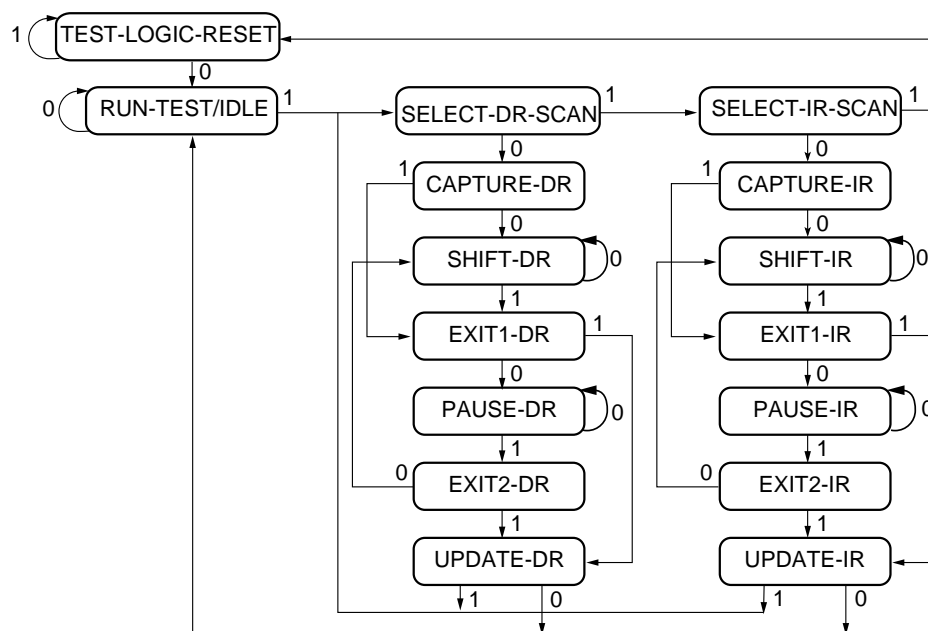 1 TEST-LOGIC-RESET
0
0 RUN-TEST/IDLE 1 SELECT-DR-SCAN 1 SELECT-IR-SCAN 1
0 0
1 CAPTURE-DR 1 CAPTURE-IR
0 0
SHIFT-DR 0 SHIFT-IR 0
1 1
EXIT1-DR 1 EXIT1-IR 1
0 0
PAUSE-DR 0 PAUSE-IR 0
1 1
0 EXIT2-DR 0 EXIT2-IR
1 1
UPDATE-DR UPDATE-IR
1 0 1 0